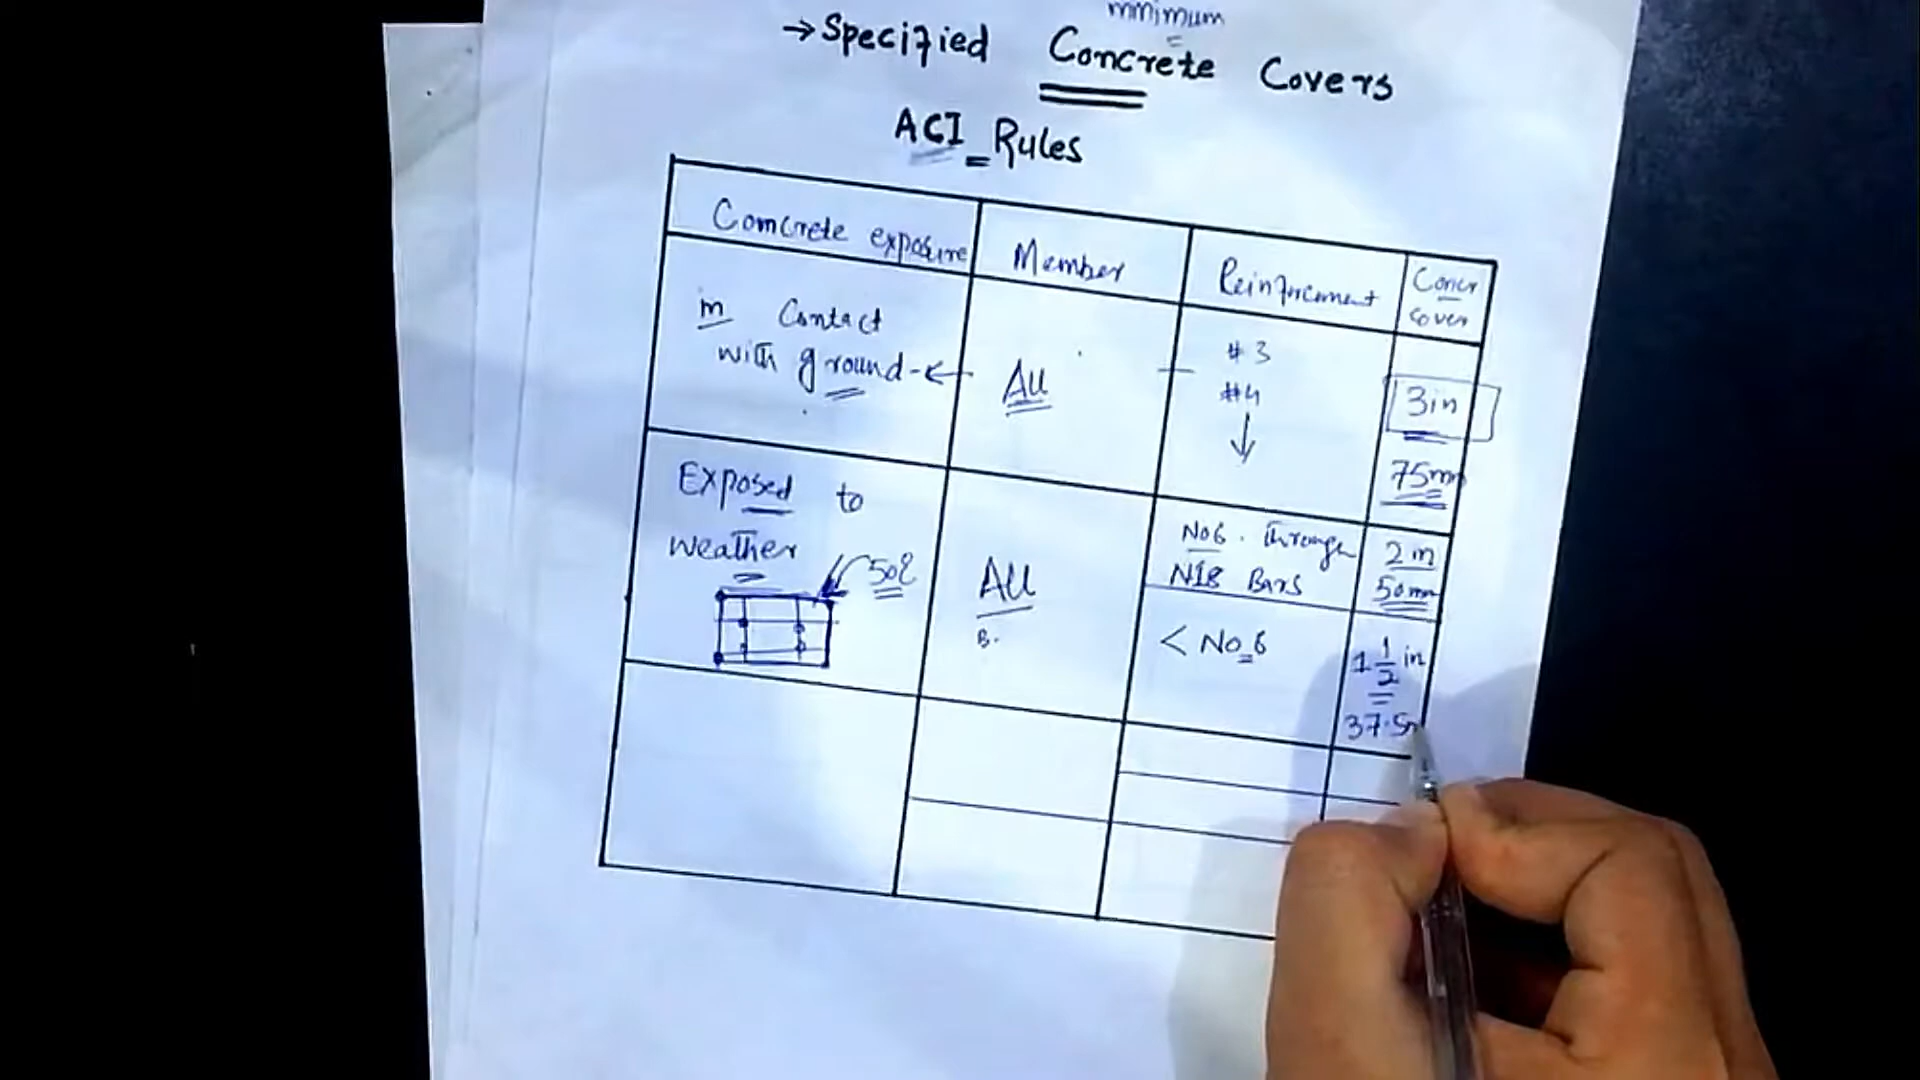 minimum
→ Specified Concrete Covers
ACI Rules
Concrete exposure
Member
Reinforcement
Concr
cover
in Contact
with ground
All
#3
#4
3in
75mm
Exposed to
weather
All
B.
No6. through
N18 Bars
2 in
50mm
< No 6
1 1/2 in
37.5m